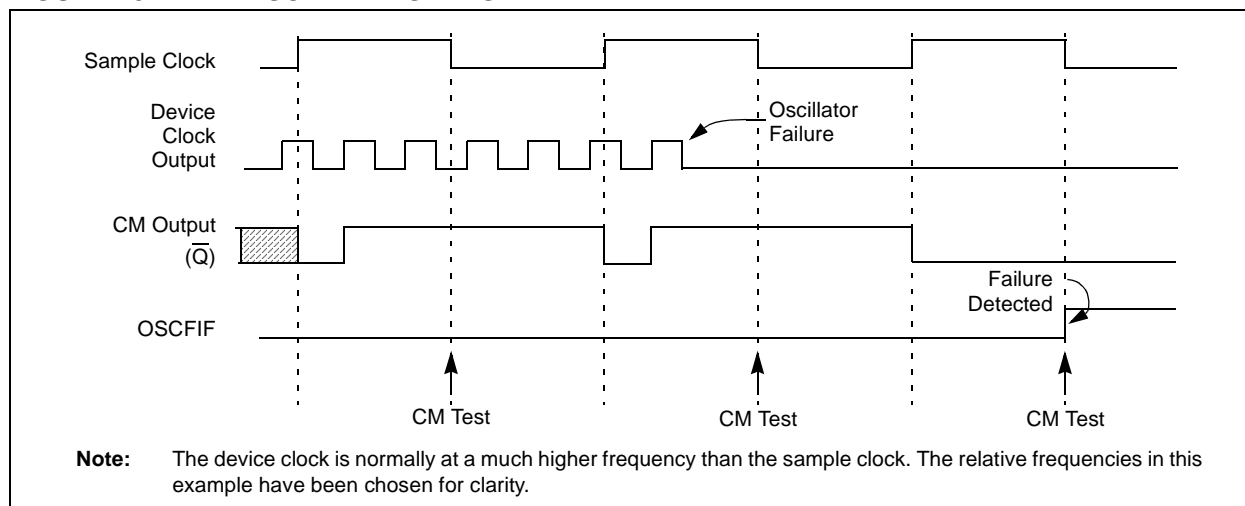 Sample Clock
Device
Clock
Output
Oscillator
Failure
CM Output
(Q)
Failure
Detected
OSCFIF
CM Test
CM Test
CM Test
Note: The device clock is normally at a much higher frequency than the sample clock. The relative frequencies in this
example have been chosen for clarity.